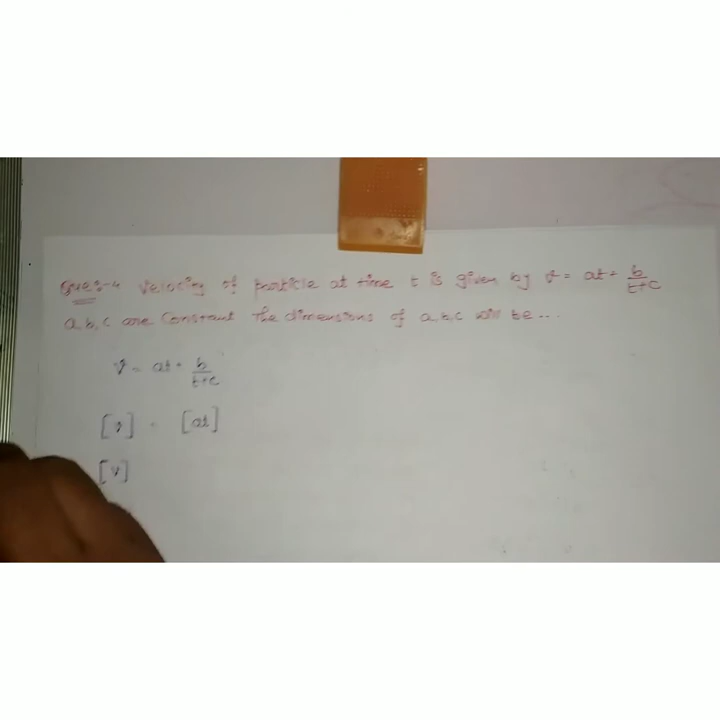 Ques-4 Velocity of particle at time t is given by v = at + b/t+c
a, b, c are constant The dimensions of a, b, c will be ...
v = at + b/t+c
[v] = [at]
[v]